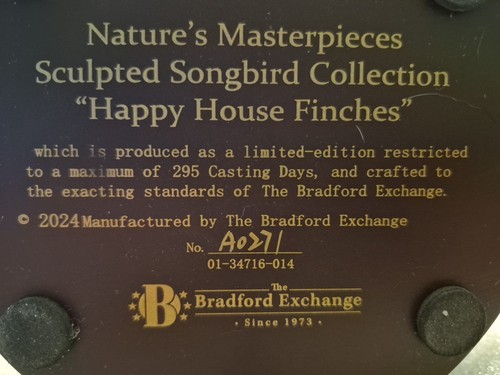 Nature's Masterpieces
Sculpted Songbird Collection
“Happy House Finches”
which is produced as a limited-edition restricted
to a maximum of 295 Casting Days, and crafted to
the exacting standards of The Bradford Exchange.
© 2024 Manufactured by The Bradford Exchange
No. A0271
01-34716-014
B
The
Bradford Exchange
· Since 1973 ·